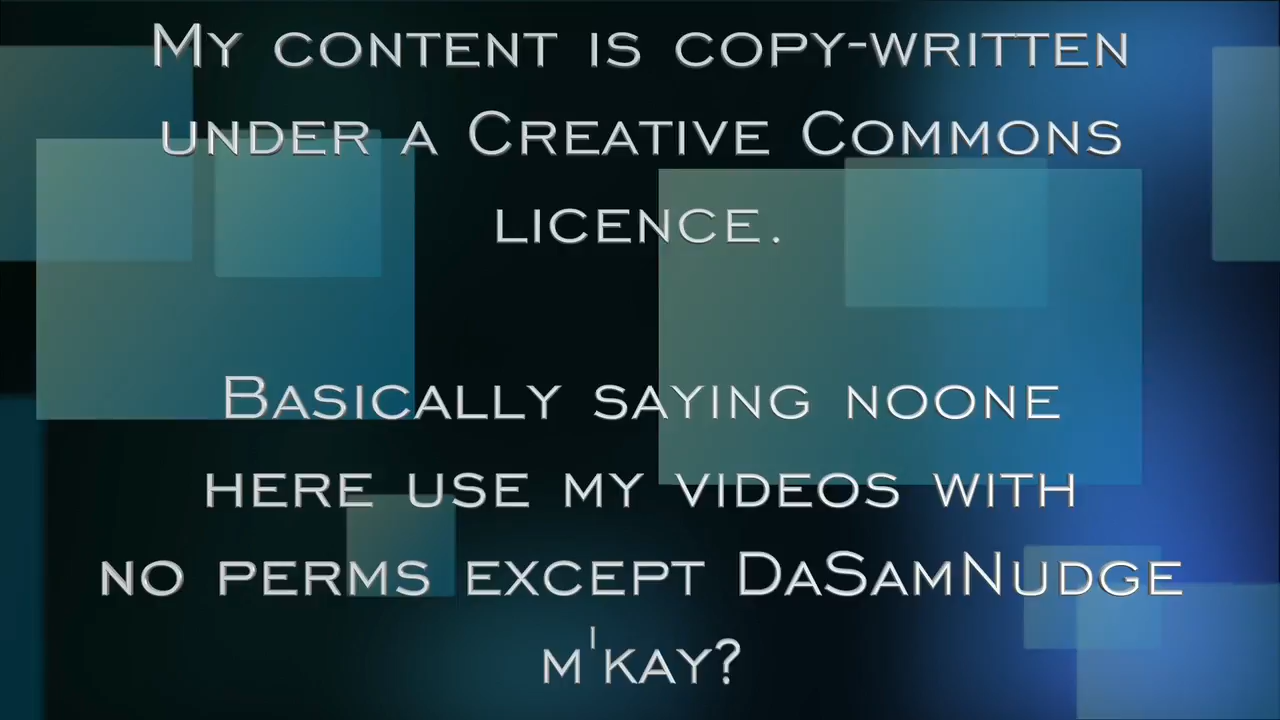 My content is copy-written
under a Creative Commons
licence.
Basically saying noone
here use my videos with
no perms except DaSamNudge
m'kay?